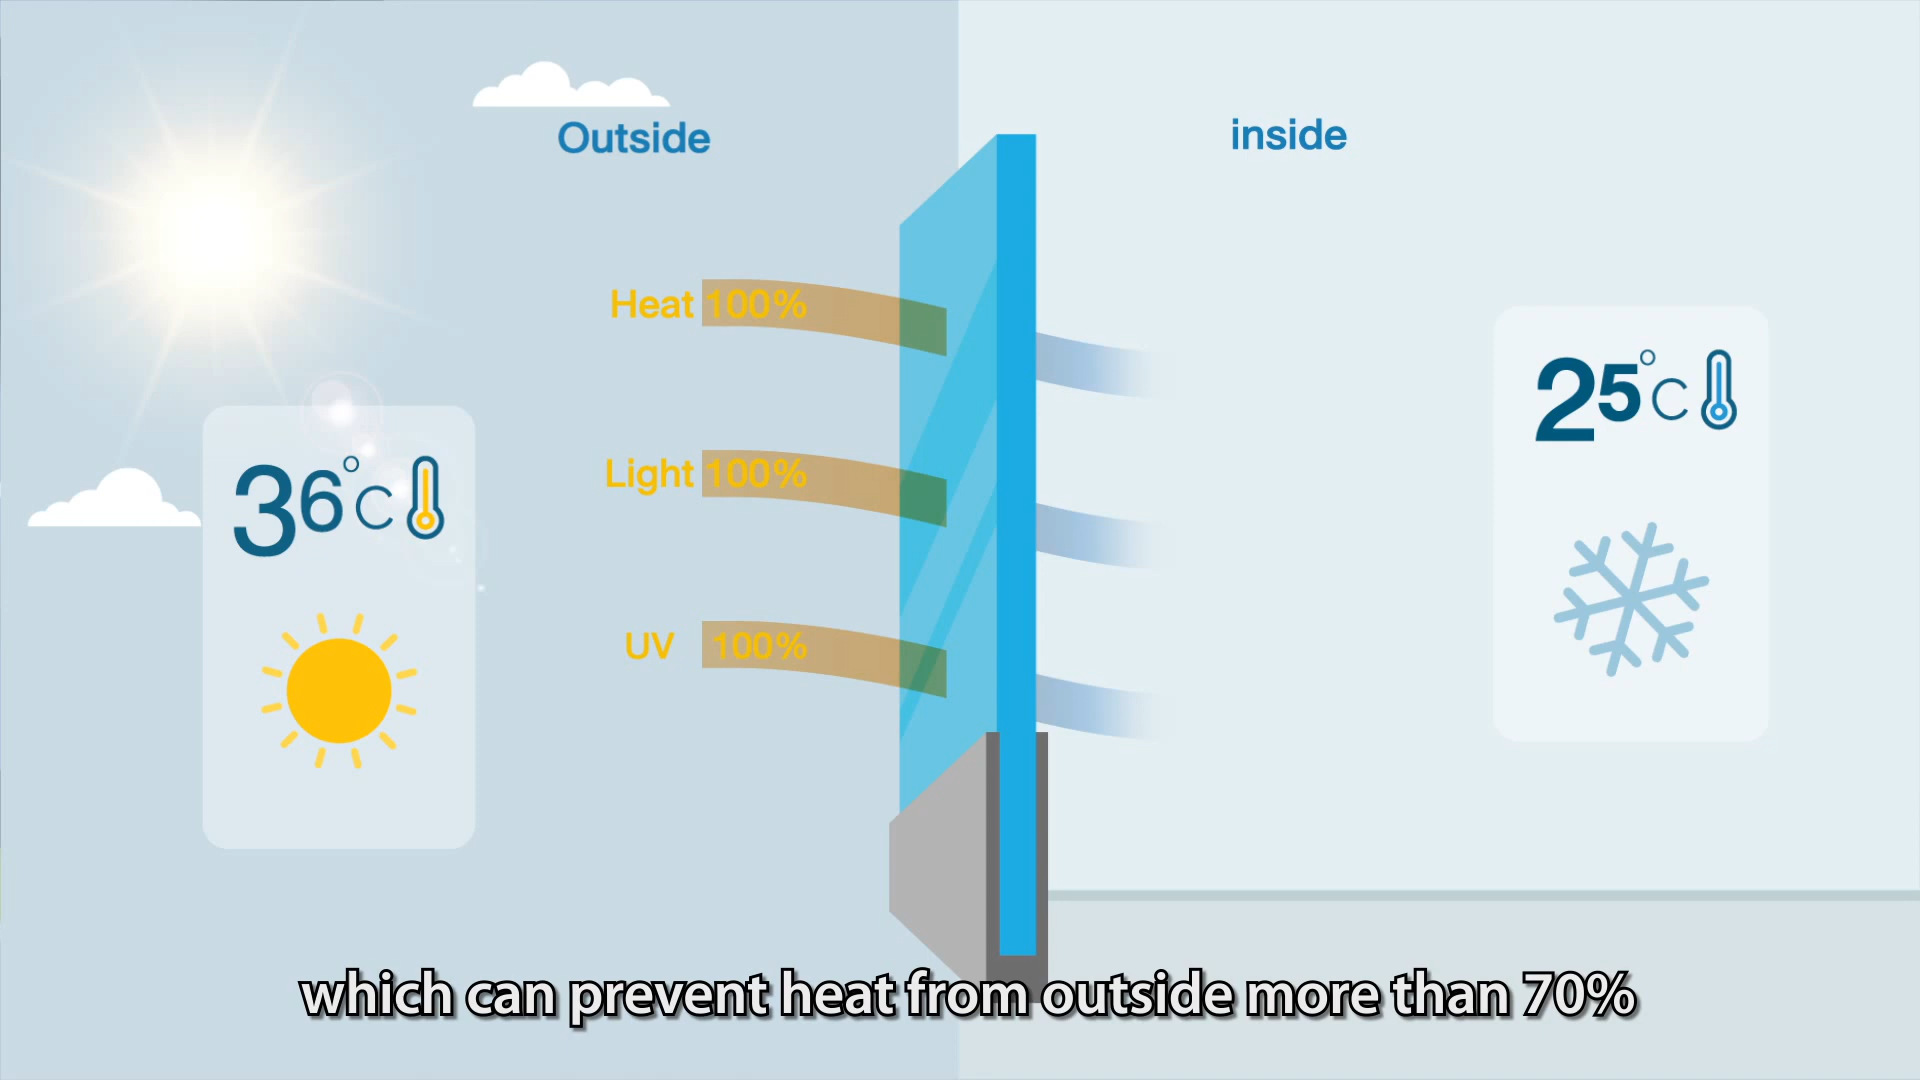 Outside
inside
Heat 100%
Light 100%
UV 100%
36°C
25°C
which can prevent heat from outside more than 70%